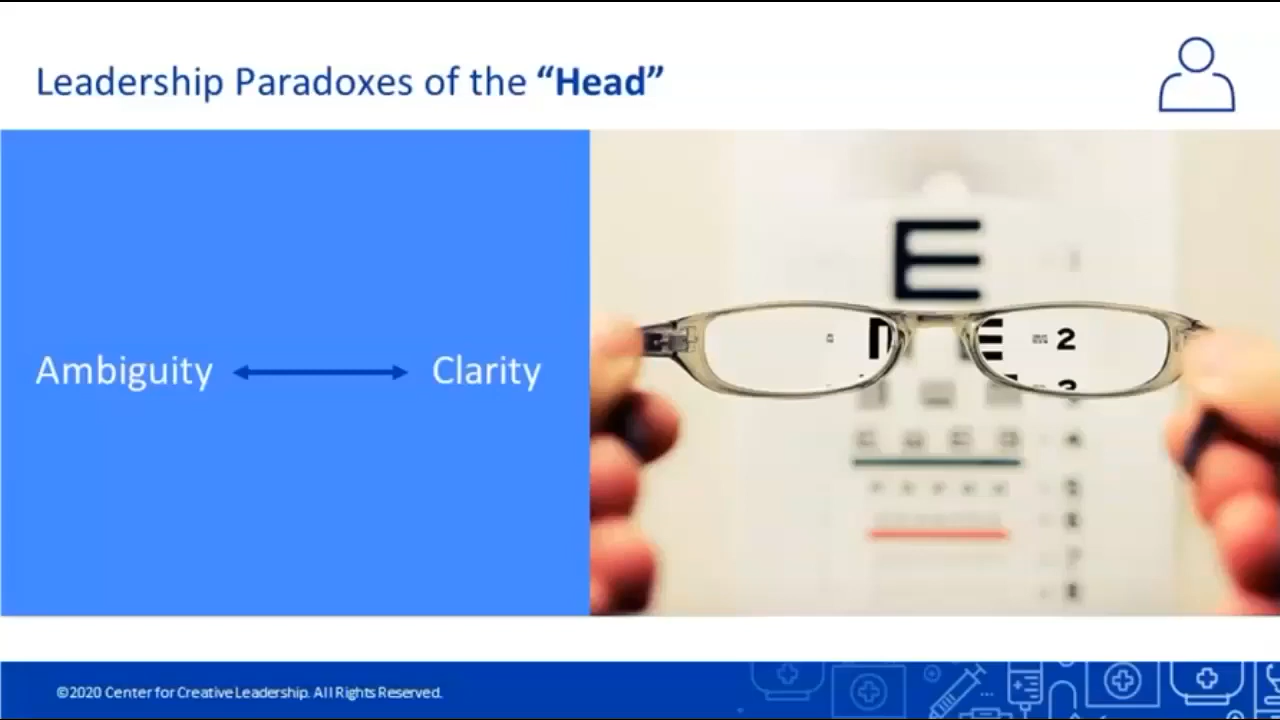 Leadership Paradoxes of the “Head”
Ambiguity
Clarity
E
2
©2020 Center for Creative Leadership. All Rights Reserved.